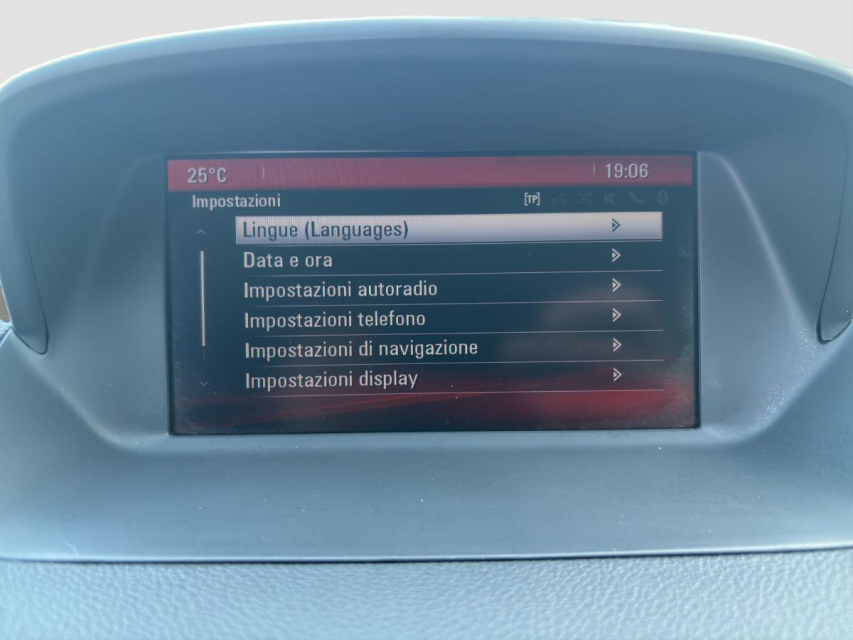 25°C 19:06
Impostazioni [TP]
Lingue (Languages)
Data e ora
Impostazioni autoradio
Impostazioni telefono
Impostazioni di navigazione
Impostazioni display